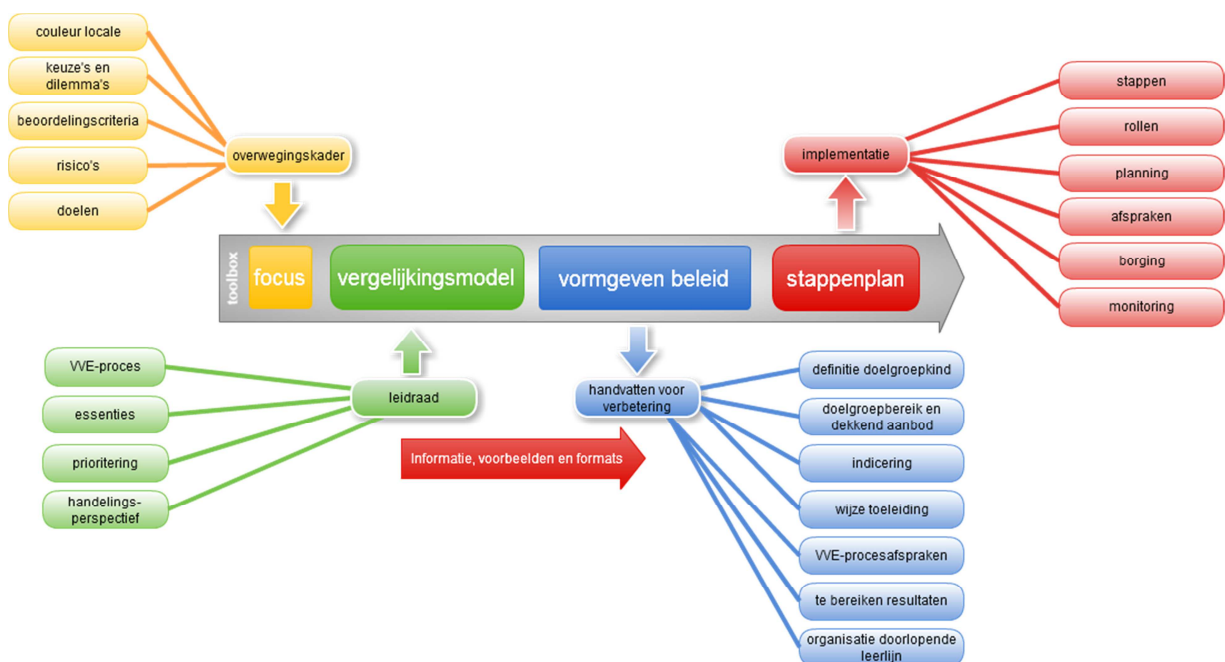 couleur locale
keuze's en
dilemma's
beoordelingscriteria
risico's
doelen
overwegingskader
stappen
rollen
planning
afspraken
borging
monitoring
implementatie
toolbox
focus
vergelijkingsmodel
vormgeven beleid
stappenplan
VVE-proces
essenties
prioritering
handelings-
perspectief
leidraad
Informatie, voorbeelden en formats
handvatten voor
verbetering
definitie doelgroepkind
doelgroepbereik en
dekkend aanbod
indicering
wijze toeleiding
VVE-procesafspraken
te bereiken resultaten
organisatie doorlopende
leerlijn